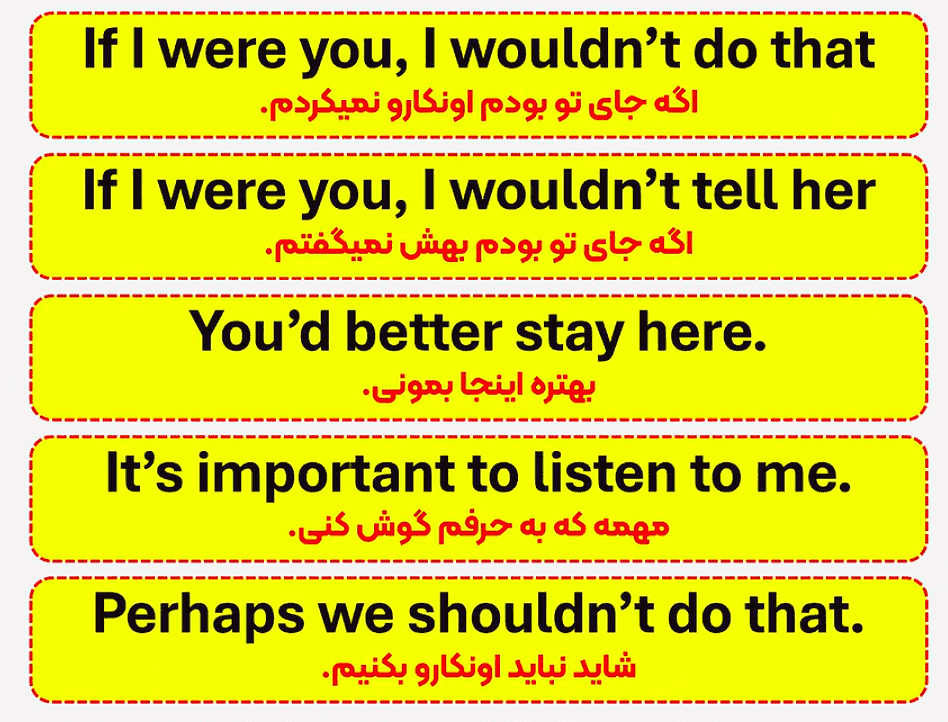 If I were you, I wouldn’t do that
اگه جای تو بودم اونکارو نمیکردم.
If I were you, I wouldn’t tell her
اگه جای تو بودم بهش نمیگفتم.
You’d better stay here.
بهتره اینجا بمونی.
It’s important to listen to me.
مهمه که به حرفم گوش کنی.
Perhaps we shouldn’t do that.
شاید نباید اونکارو بکنیم.